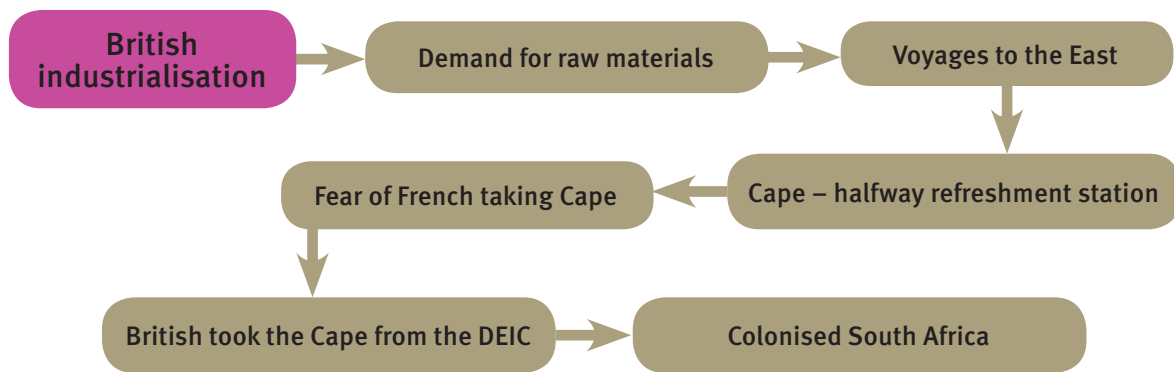 British
industrialisation
Demand for raw materials
Voyages to the East
Cape – halfway refreshment station
Fear of French taking Cape
British took the Cape from the DEIC
Colonised South Africa